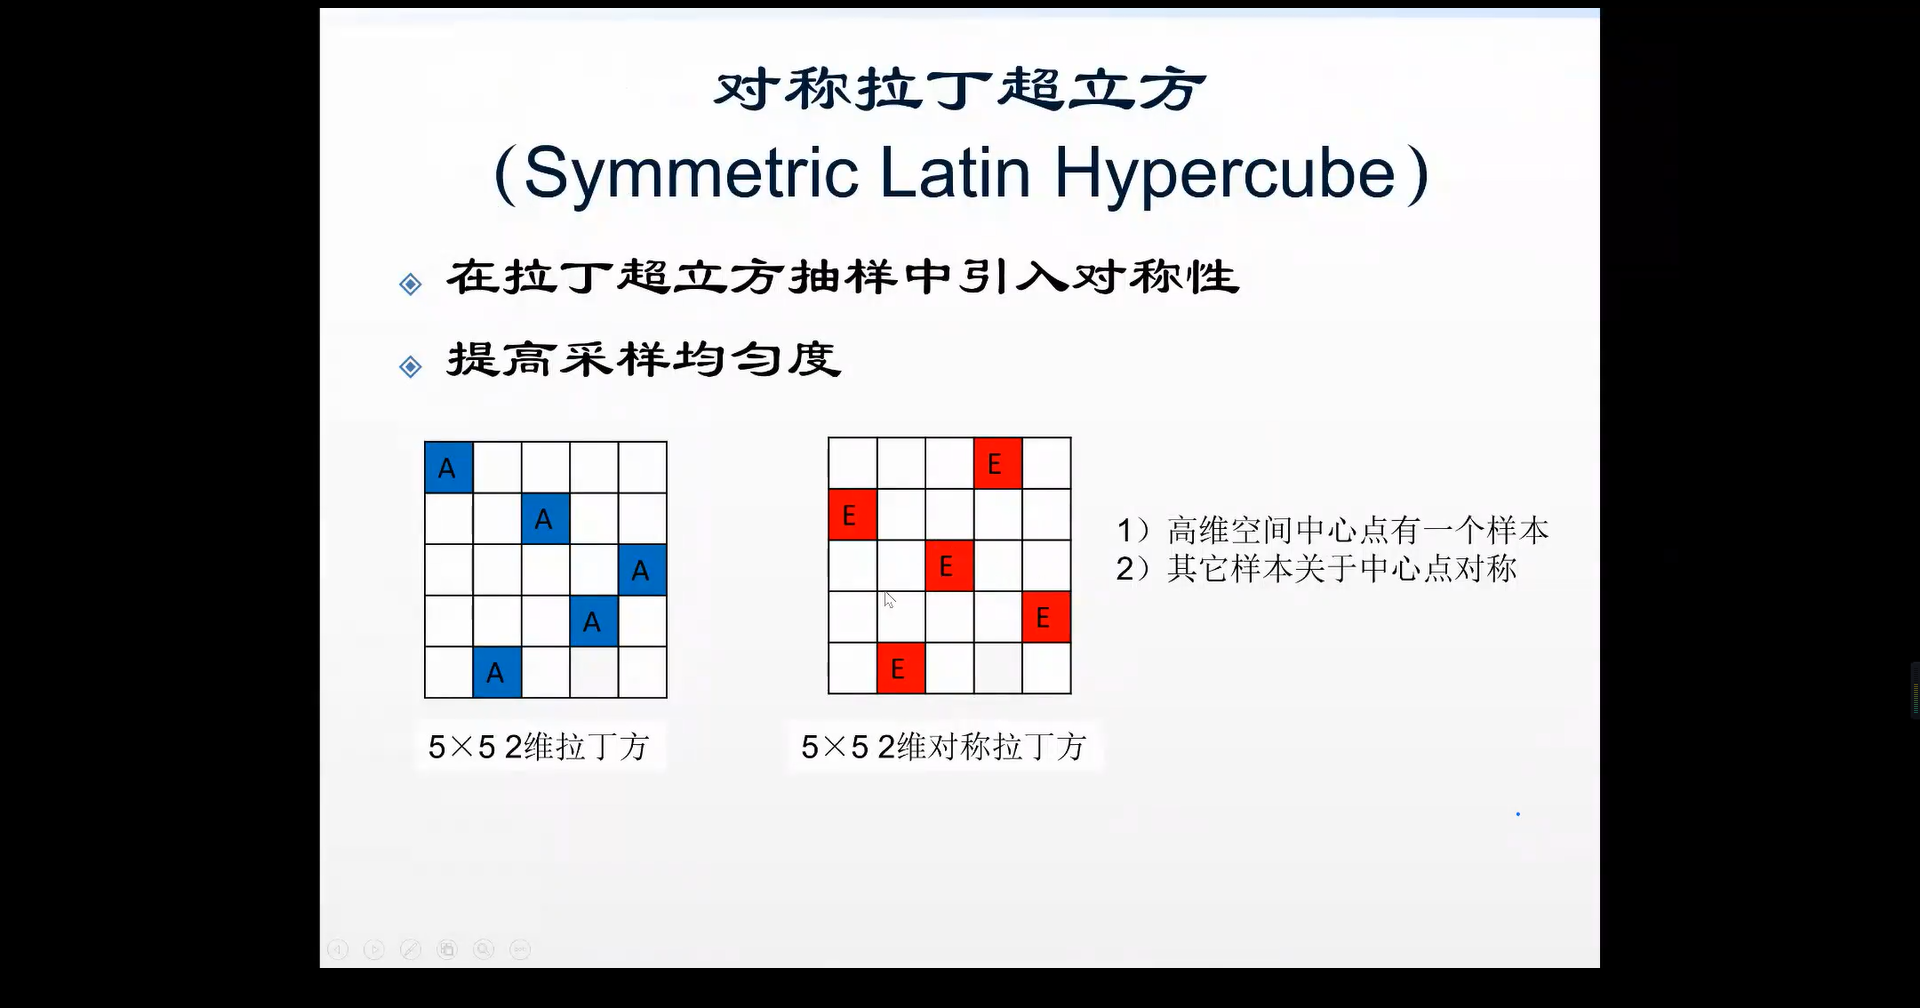 对称拉丁超立方
（Symmetric Latin Hypercube）
在拉丁超立方抽样中引入对称性
提高采样均匀度
A
A
A
A
A
E
E
E
E
E
1）高维空间中心点有一个样本
2）其它样本关于中心点对称
5×5 2维拉丁方
5×5 2维对称拉丁方